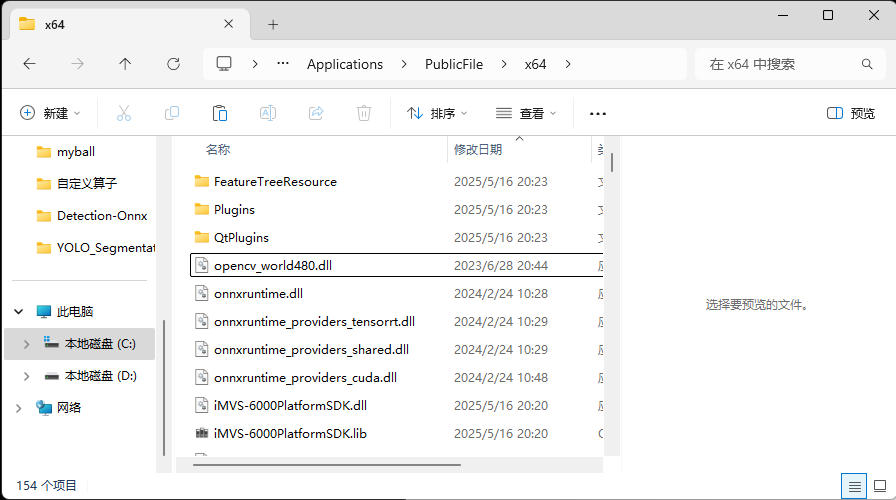 x64
… Applications PublicFile x64
在 x64 中搜索
新建 排序 查看 … 预览
myball
自定义算子
Detection-Onnx
YOLO_Segmentat
此电脑
本地磁盘 (C:)
本地磁盘 (D:)
网络
名称 修改日期
FeatureTreeResource 2025/5/16 20:23
Plugins 2025/5/16 20:23
QtPlugins 2025/5/16 20:23
opencv_world480.dll 2023/6/28 20:44
onnxruntime.dll 2024/2/24 10:28
onnxruntime_providers_tensorrt.dll 2024/2/24 10:29
onnxruntime_providers_shared.dll 2024/2/24 10:29
onnxruntime_providers_cuda.dll 2024/2/24 10:48
iMVS-6000PlatformSDK.dll 2025/5/16 20:20
iMVS-6000PlatformSDK.lib 2025/5/16 20:20
选择要预览的文件。
154 个项目